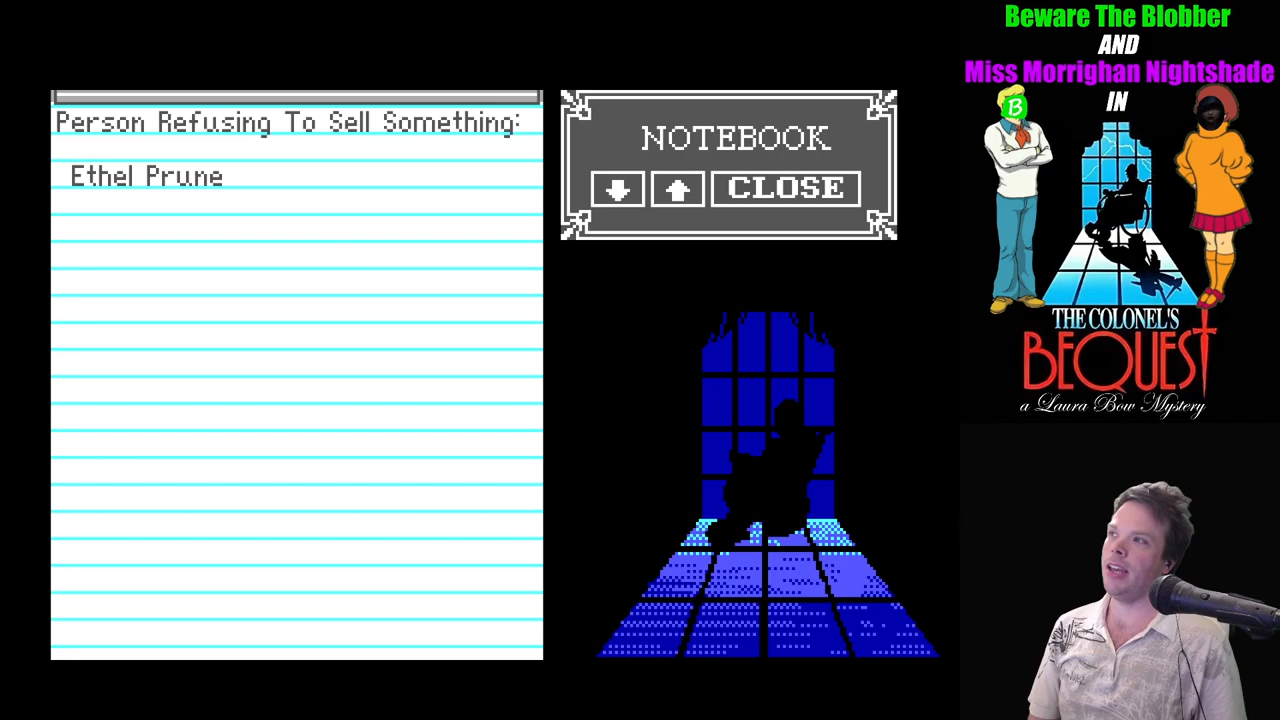 Person Refusing To Sell Something:
Ethel Prune
NOTEBOOK
CLOSE
Beware The Blobber
AND
Miss Morrighan Nightshade
IN
B
THE COLONEL'S
BEQUEST
a Laura Bow Mystery